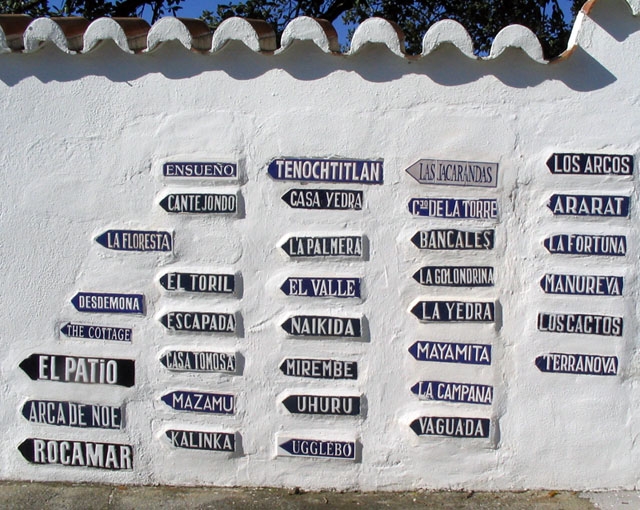 LA FLORESTA
DESDEMONA
THE COTTAGE
EL PATiO
ARCA DE NOE
ROCAMAR
ENSUEÑO
CANTEJONDO
EL TORIL
ESCAPADA
CASA TOMOSA
MAZAMU
KALINKA
TENOCHTITLAN
CASA YEDRA
LA PALMERA
EL VALLE
NAIKIDA
MIREMBE
UHURU
UGGLEBO
LAS JACARANDAS
Cᴶᴼ DE LA TORRE
BANCALES
LA GOLONDRINA
LA YEDRA
MAYAMITA
LA CAMPANA
VAGUADA
LOS ARCOS
ARARAT
LA FORTUNA
MANUREVA
LOS CACTOS
TERRANOVA